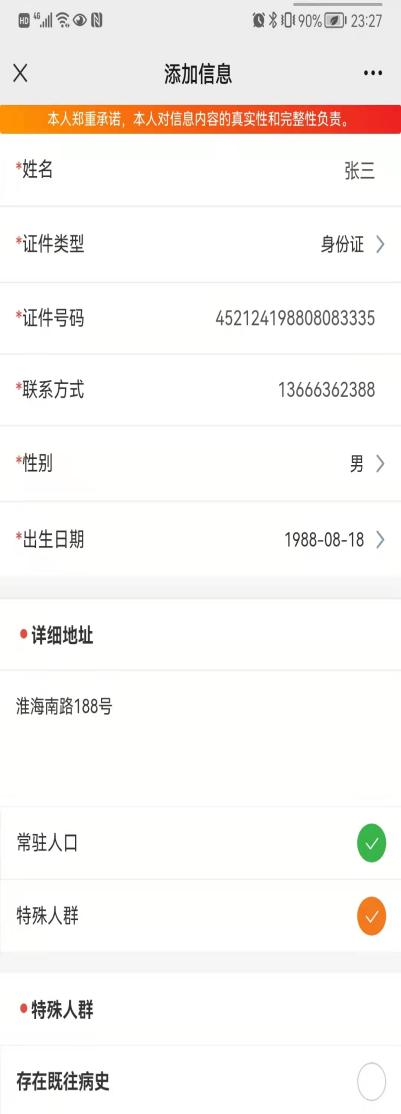 HD 4G 90% 23:27
添加信息
本人郑重承诺，本人对信息内容的真实性和完整性负责。
*姓名 张三
*证件类型 身份证
*证件号码 452124198808083335
*联系方式 13666362388
*性别 男
*出生日期 1988-08-18
详细地址
淮海南路188号
常驻人口
特殊人群
特殊人群
存在既往病史